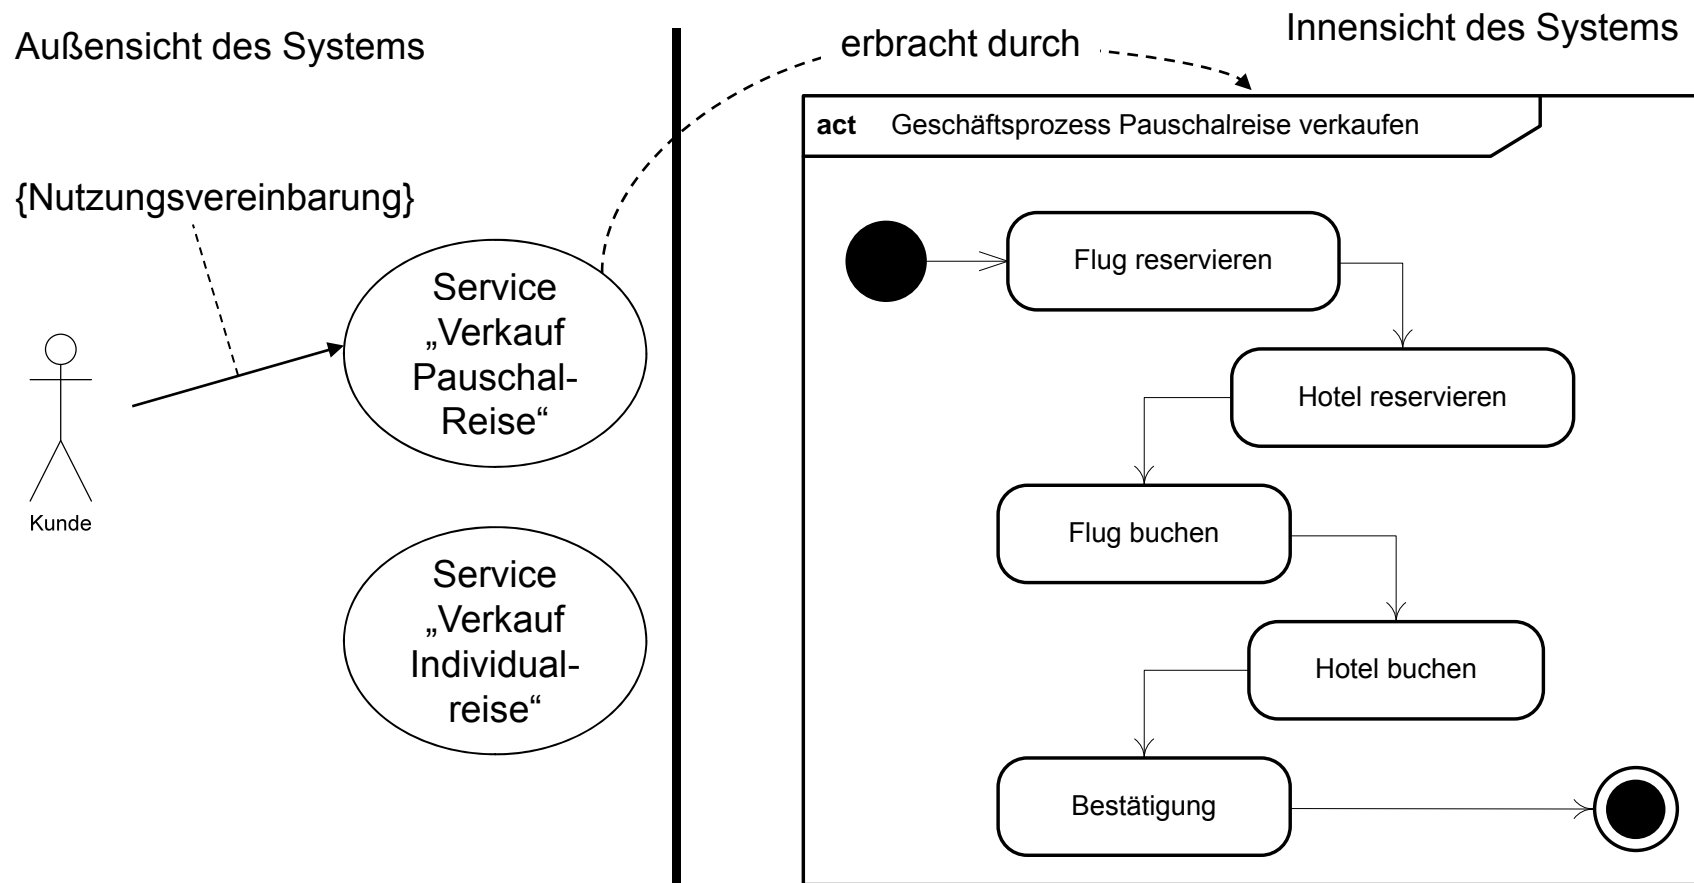 Außensicht des Systems
{Nutzungsvereinbarung}
Service
„Verkauf
Pauschal-
Reise“
Kunde
Service
„Verkauf
Individual-
reise“
erbracht durch
Innensicht des Systems
act Geschäftsprozess Pauschalreise verkaufen
Flug reservieren
Hotel reservieren
Flug buchen
Hotel buchen
Bestätigung